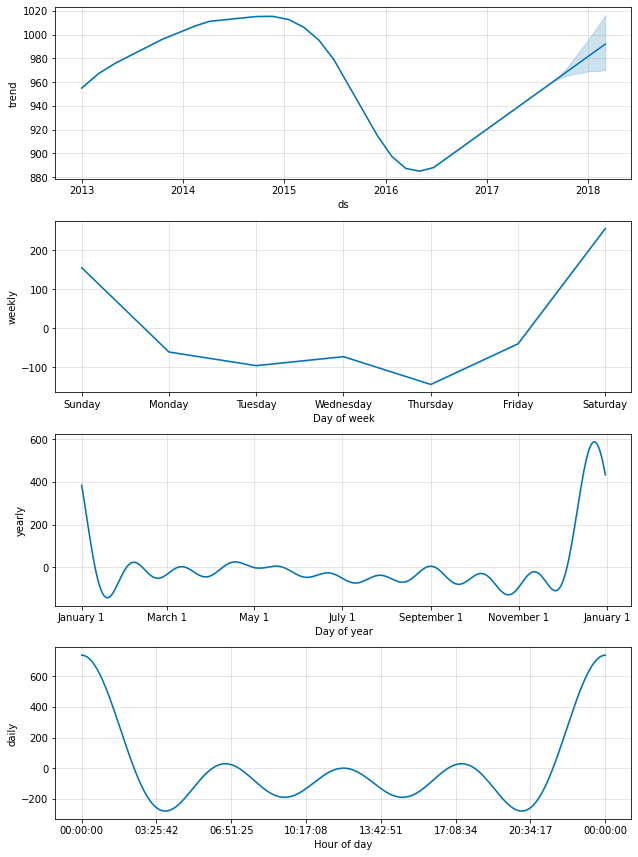 1020
1000
980
960
940
920
900
880
trend
2013 2014 2015 2016 2017 2018
ds
200
100
0
−100
weekly
Sunday Monday Tuesday Wednesday Thursday Friday Saturday
Day of week
600
400
200
0
yearly
January 1 March 1 May 1 July 1 September 1 November 1 January 1
Day of year
600
400
200
0
−200
daily
00:00:00 03:25:42 06:51:25 10:17:08 13:42:51 17:08:34 20:34:17 00:00:00
Hour of day